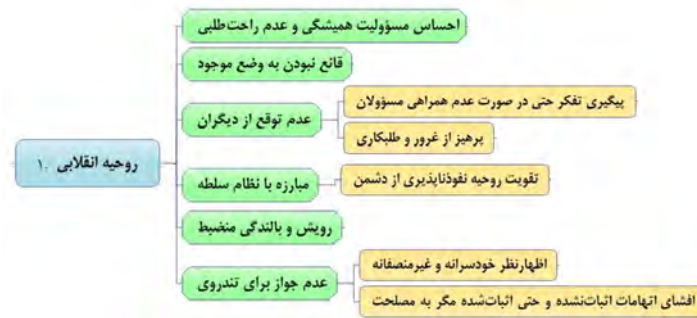 ۱. روحیه انقلابی
احساس مسؤولیت همیشگی و عدم راحت‌طلبی
قانع نبودن به وضع موجود
عدم توقع از دیگران
پیگیری تفکر حتی در صورت عدم همراهی مسؤولان
پرهیز از غرور و طلبکاری
مبارزه با نظام سلطه
تقویت روحیه نفوذناپذیری از دشمن
رویش و بالندگی منضبط
عدم جواز برای تندروی
اظهارنظر خودسرانه و غیرمنصفانه
افشای اتهامات اثبات‌نشده و حتی اثبات‌شده مگر به مصلحت